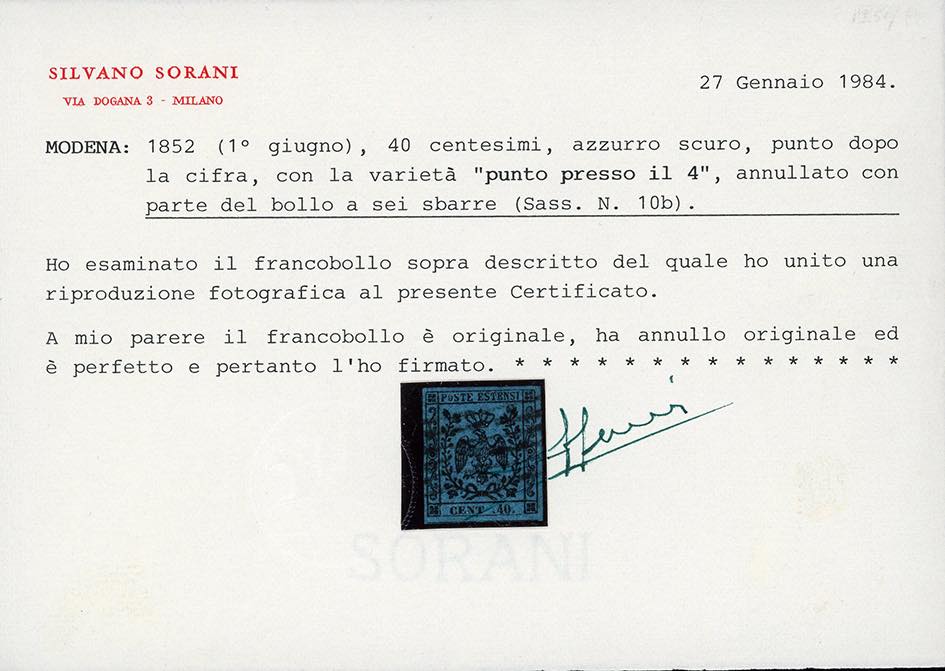 SILVANO SORANI
VIA DOGANA 3 - MILANO
27 Gennaio 1984.
MODENA: 1852 (1° giugno), 40 centesimi, azzurro scuro, punto dopo
la cifra, con la varietà "punto presso il 4", annullato con
parte del bollo a sei sbarre (Sass. N. 10b).
Ho esaminato il francobollo sopra descritto del quale ho unito una
riproduzione fotografica al presente Certificato.
A mio parere il francobollo è originale, ha annullo originale ed
è perfetto e pertanto l'ho firmato. * * * * * * * * * * * * * * *
POSTE ESTENSI
CENT .40.
SORANI